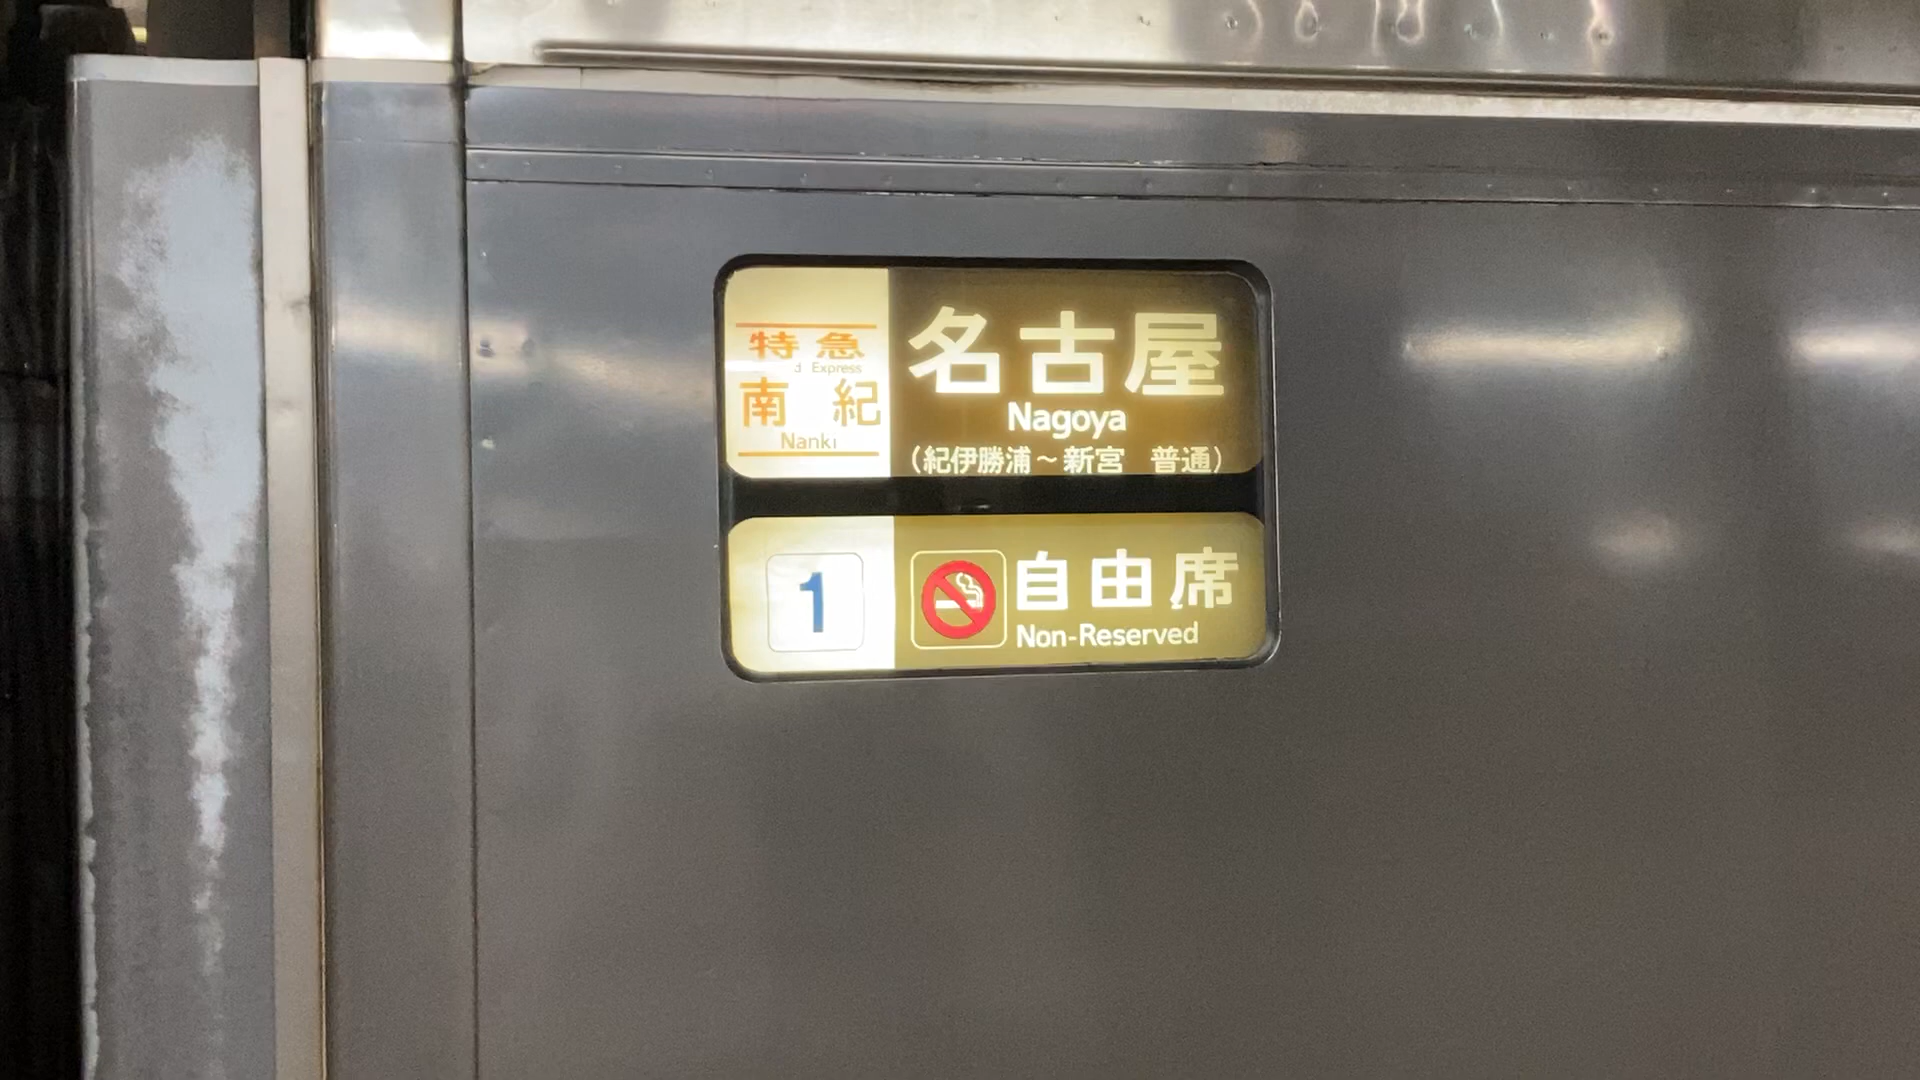 特急
Express
南紀
Nanki
名古屋
Nagoya
(紀伊勝浦～新宮 普通)
1
自由席
Non-Reserved